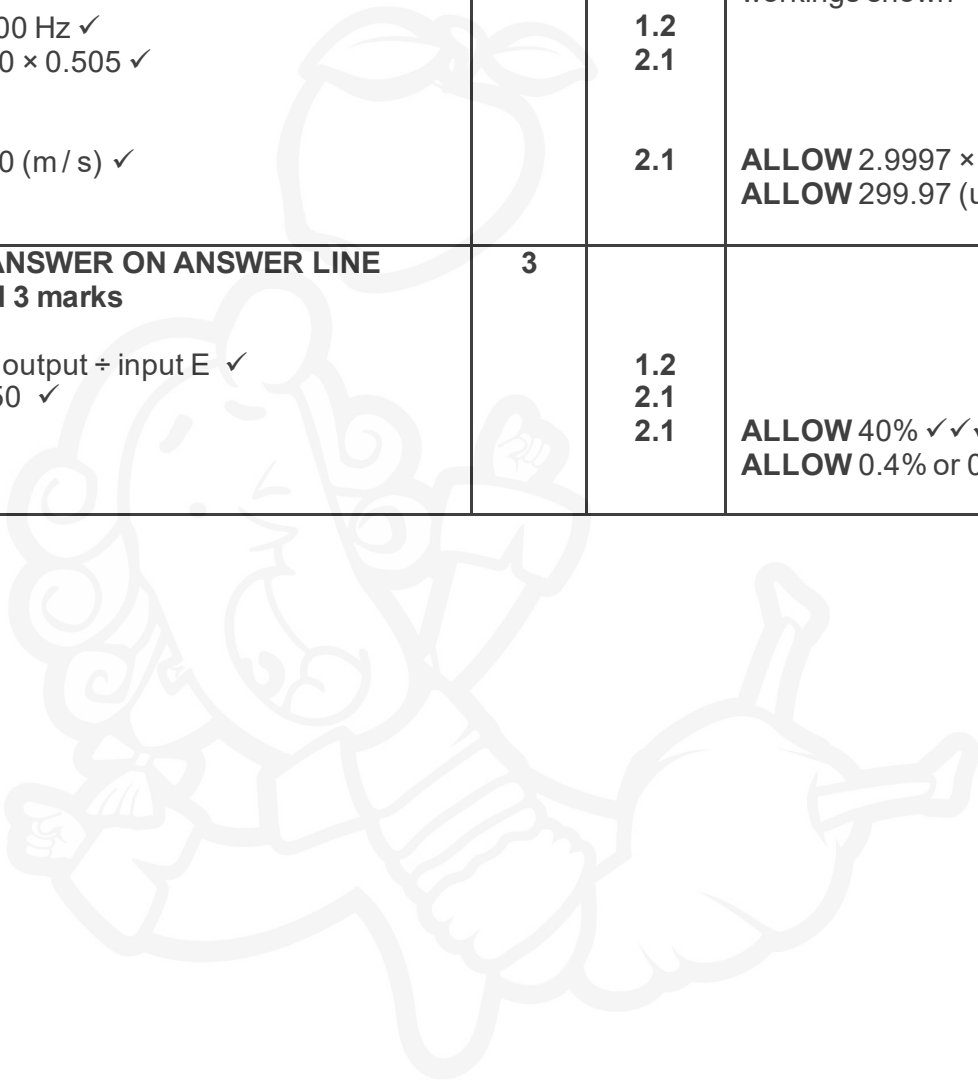 00 Hz ✓ 1.2
0 × 0.505 ✓ 2.1
0 (m / s) ✓ 2.1 ALLOW 2.9997 ×
ALLOW 299.97
ANSWER ON ANSWER LINE 3
3 marks
output ÷ input E ✓ 1.2
50 ✓ 2.1
2.1 ALLOW 40% ✓✓✓
ALLOW 0.4% or